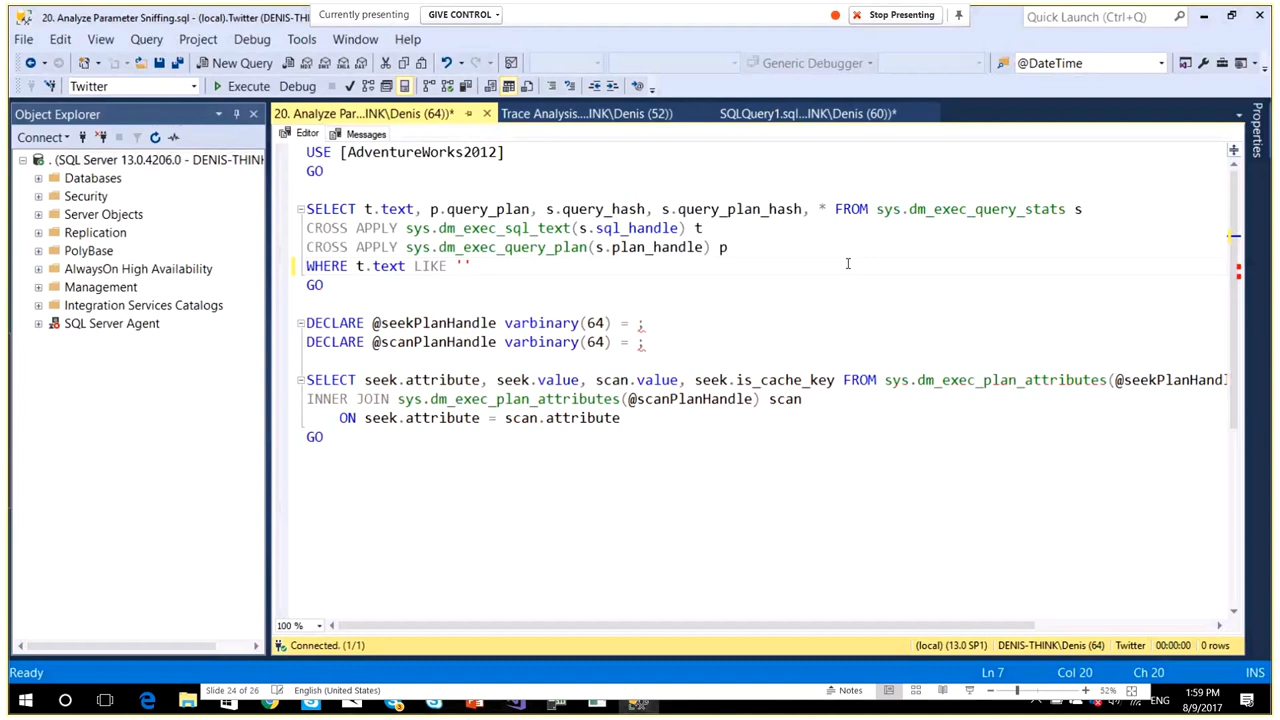 20. Analyze Parameter Sniffing.sql - (local).Twitter (DENIS-
Currently presenting
GIVE CONTROL
Stop Presenting
Quick Launch (Ctrl+Q)
File Edit View Query Project Debug Tools Window Help
New Query
Generic Debugger
@DateTime
Twitter
Execute Debug
Object Explorer
20. Analyze Par...INK\Denis (64))* Trace Analysis....INK\Denis (52)) SQLQuery1.sql...INK\Denis (60))*
Properties
Connect
Editor Messages
. (SQL Server 13.0.4206.0 - DENIS-THINK
Databases
Security
Server Objects
Replication
PolyBase
AlwaysOn High Availability
Management
Integration Services Catalogs
SQL Server Agent
USE [AdventureWorks2012]
GO
SELECT t.text, p.query_plan, s.query_hash, s.query_plan_hash, * FROM sys.dm_exec_query_stats s
CROSS APPLY sys.dm_exec_sql_text(s.sql_handle) t
CROSS APPLY sys.dm_exec_query_plan(s.plan_handle) p
WHERE t.text LIKE ''
GO
DECLARE @seekPlanHandle varbinary(64) = ;
DECLARE @scanPlanHandle varbinary(64) = ;
SELECT seek.attribute, seek.value, scan.value, seek.is_cache_key FROM sys.dm_exec_plan_attributes(@seekPlanHandl
INNER JOIN sys.dm_exec_plan_attributes(@scanPlanHandle) scan
ON seek.attribute = scan.attribute
GO
100 %
Connected. (1/1)
(local) (13.0 SP1) DENIS-THINK\Denis (64) Twitter 00:00:00 0 rows
Ready
Ln 7 Col 20 Ch 20 INS
Slide 24 of 26 English (United States)
Notes
52%
ENG
1:59 PM
8/9/2017